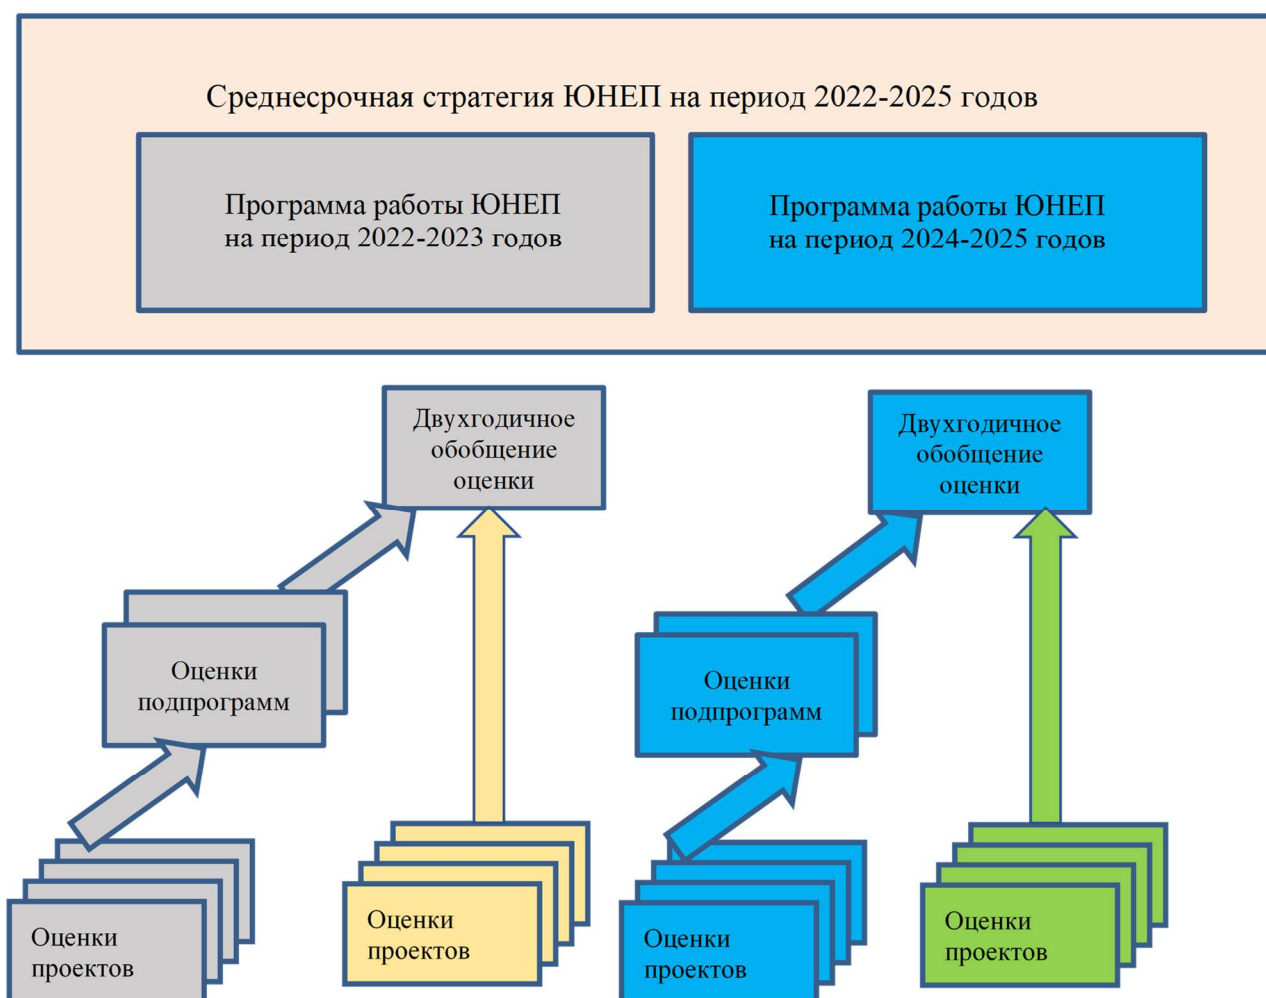 Среднесрочная стратегия ЮНЕП на период 2022-2025 годов
Программа работы ЮНЕП
на период 2022-2023 годов
Программа работы ЮНЕП
на период 2024-2025 годов
Двухгодичное
обобщение
оценки
Двухгодичное
обобщение
оценки
Оценки
подпрограмм
Оценки
подпрограмм
Оценки
проектов
Оценки
проектов
Оценки
проектов
Оценки
проектов